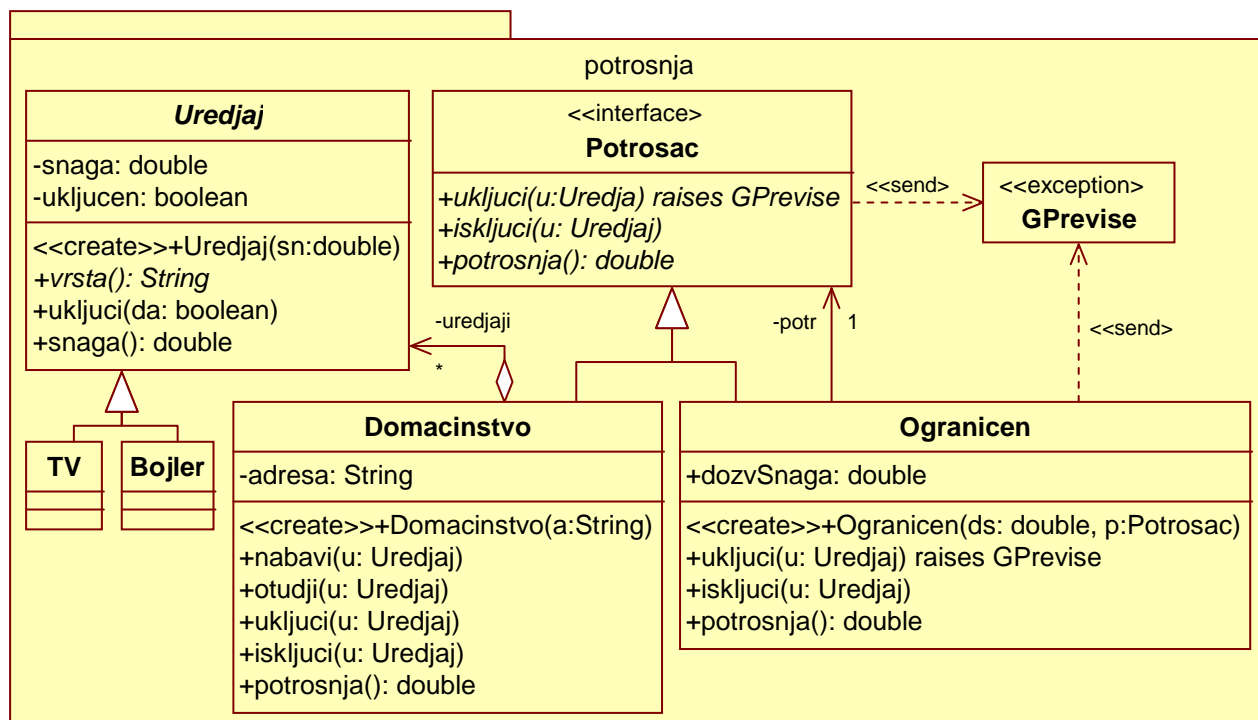 potrosnja
Uredjaj
-snaga: double
-ukljucen: boolean
<<create>>+Uredjaj(sn:double)
+vrsta(): String
+ukljuci(da: boolean)
+snaga(): double
<<interface>>
Potrosac
+ukljuci(u:Uredja) raises GPrevise
+iskljuci(u: Uredjaj)
+potrosnja(): double
<<send>>
<<exception>>
GPrevise
-uredjaji
*
-potr
1
<<send>>
TV
Bojler
Domacinstvo
-adresa: String
<<create>>+Domacinstvo(a:String)
+nabavi(u: Uredjaj)
+otudji(u: Uredjaj)
+ukljuci(u: Uredjaj)
+iskljuci(u: Uredjaj)
+potrosnja(): double
Ogranicen
+dozvSnaga: double
<<create>>+Ogranicen(ds: double, p:Potrosac)
+ukljuci(u: Uredjaj) raises GPrevise
+iskljuci(u: Uredjaj)
+potrosnja(): double